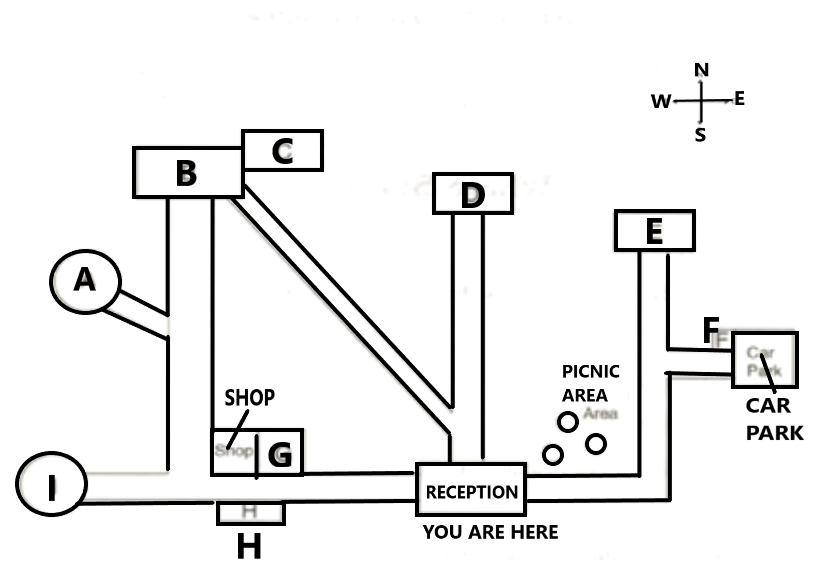 N
W E
S
C
B
D
E
A
F
F
Car
Park
PICNIC
AREA
Area
CAR
PARK
SHOP
Shop
G
I
RECEPTION
H
YOU ARE HERE
H